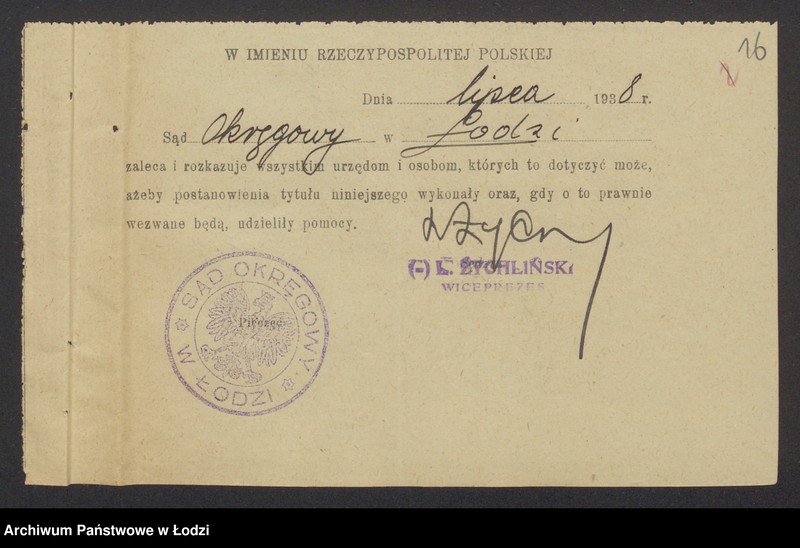 16
W IMIENIU RZECZYPOSPOLITEJ POLSKIEJ
Dnia lipca 1938 r.
Sąd Okręgowy w Łodzi
zaleca i rozkazuje wszystkim urzędom i osobom, których to dotyczyć może,
ażeby postanowienia tytułu niniejszego wykonały oraz, gdy o to prawnie
wezwane będą, udzieliły pomocy.
(-) L. ŻYCHLIŃSKI
WICEPREZES
SĄD OKRĘGOWY
W ŁODZI
Pieczęć
Archiwum Państwowe w Łodzi